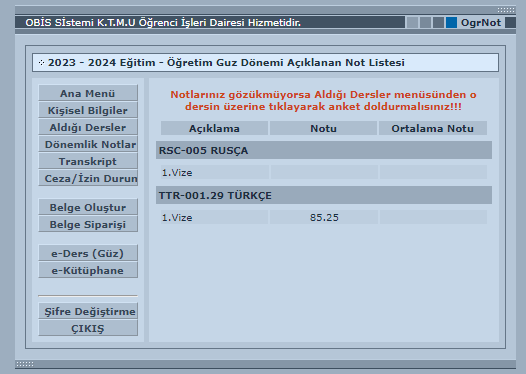 OBİS Sİstemi K.T.M.U Öğrenci İşleri Dairesi Hizmetidir.
OgrNot
2023 - 2024 Eğitim - Öğretim Guz Dönemi Açıklanan Not Listesi
Ana Menü
Kişisel Bilgiler
Aldığı Dersler
Dönemlik Notlar
Transkript
Ceza/İzin Durun
Belge Oluştur
Belge Siparişi
e-Ders (Güz)
e-Kütüphane
Şifre Değiştirme
ÇIKIŞ
Notlarınız gözükmüyorsa Aldığı Dersler menüsünden o
dersin üzerine tıklayarak anket doldurmalısınız!!!
Açıklama Notu Ortalama Notu
RSC-005 RUSÇA
1.Vize
TTR-001.29 TÜRKÇE
1.Vize 85.25